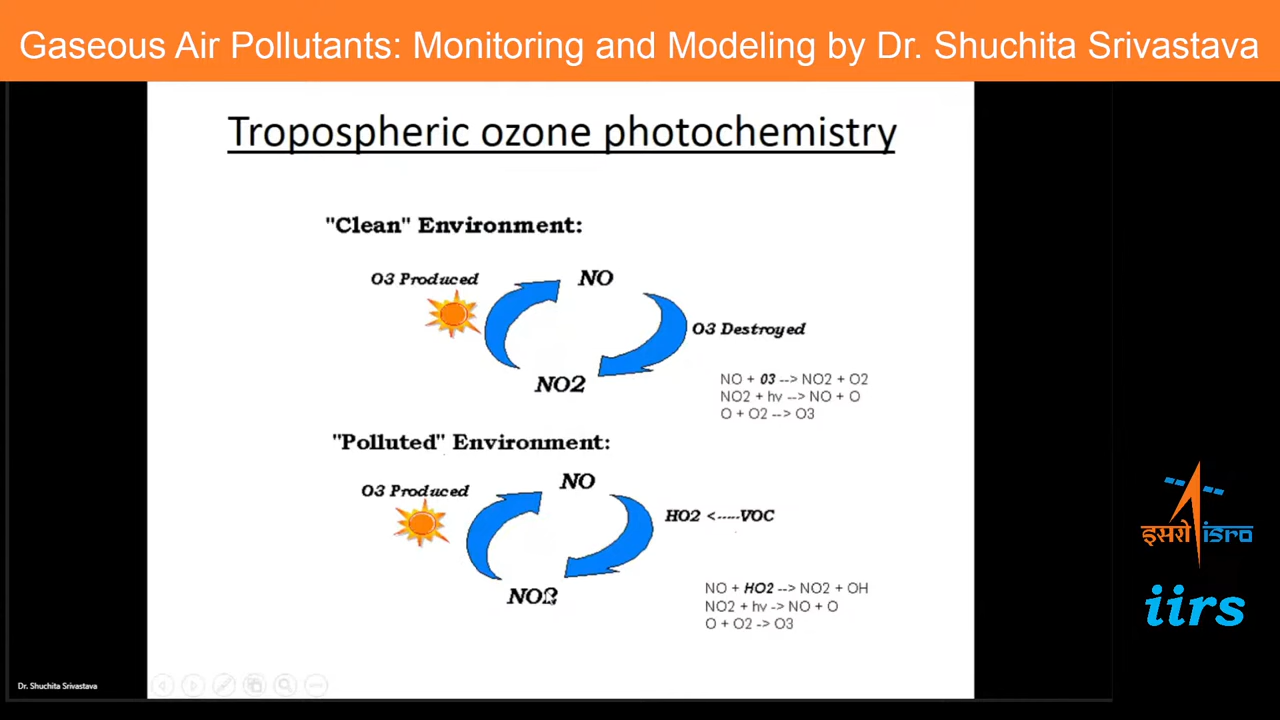 Gaseous Air Pollutants: Monitoring and Modeling by Dr. Shuchita Srivastava
Tropospheric ozone photochemistry
"Clean" Environment:
O3 Produced
NO
O3 Destroyed
NO2
NO + 03 --> NO2 + O2
NO2 + hv --> NO + O
O + O2 --> O3
"Polluted" Environment:
O3 Produced
NO
HO2 <-----VOC
NO2
NO + HO2 --> NO2 + OH
NO2 + hv -> NO + O
O + O2 -> O3
Dr. Shuchita Srivastava
इसरो isro
iirs